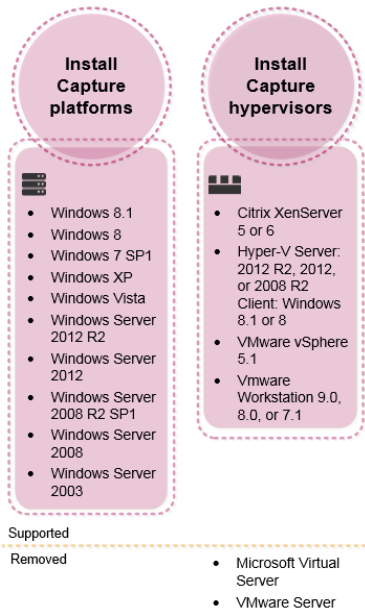 Install
Capture
platforms
• Windows 8.1
• Windows 8
• Windows 7 SP1
• Windows XP
• Windows Vista
• Windows Server
2012 R2
• Windows Server
2012
• Windows Server
2008 R2 SP1
• Windows Server
2008
• Windows Server
2003
Install
Capture
hypervisors
• Citrix XenServer
5 or 6
• Hyper-V Server:
2012 R2, 2012,
or 2008 R2
Client: Windows
8.1 or 8
• VMware vSphere
5.1
• Vmware
Workstation 9.0,
8.0, or 7.1
Supported
Removed
• Microsoft Virtual
Server
• VMware Server